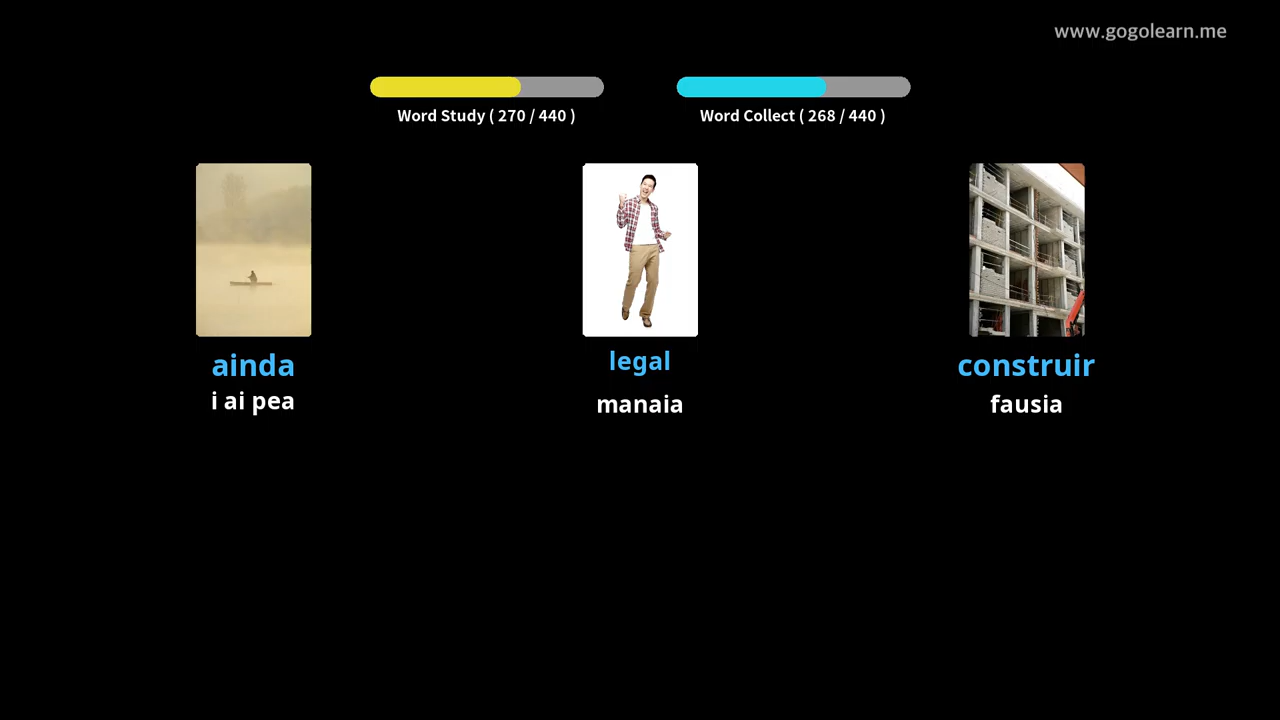 www.gogolearn.me
Word Study ( 270 / 440 )
Word Collect ( 268 / 440 )
ainda
i ai pea
legal
manaia
construir
fausia